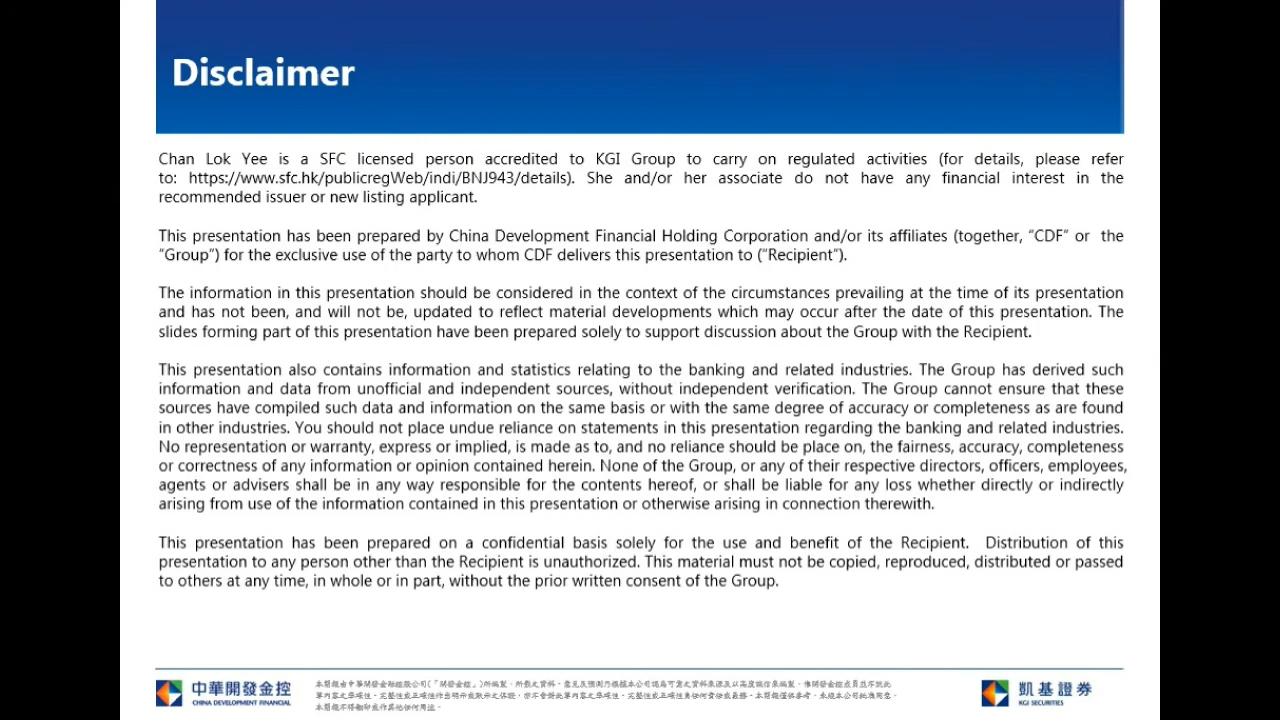 Disclaimer
Chan Lok Yee is a SFC licensed person accredited to KGI Group to carry on regulated activities (for details, please refer
to: https://www.sfc.hk/publicregWeb/indi/BNJ943/details). She and/or her associate do not have any financial interest in the
recommended issuer or new listing applicant.
This presentation has been prepared by China Development Financial Holding Corporation and/or its affiliates (together, “CDF” or the
“Group”) for the exclusive use of the party to whom CDF delivers this presentation to (“Recipient”).
The information in this presentation should be considered in the context of the circumstances prevailing at the time of its presentation
and has not been, and will not be, updated to reflect material developments which may occur after the date of this presentation. The
slides forming part of this presentation have been prepared solely to support discussion about the Group with the Recipient.
This presentation also contains information and statistics relating to the banking and related industries. The Group has derived such
information and data from unofficial and independent sources, without independent verification. The Group cannot ensure that these
sources have compiled such data and information on the same basis or with the same degree of accuracy or completeness as are found
in other industries. You should not place undue reliance on statements in this presentation regarding the banking and related industries.
No representation or warranty, express or implied, is made as to, and no reliance should be place on, the fairness, accuracy, completeness
or correctness of any information or opinion contained herein. None of the Group, or any of their respective directors, officers, employees,
agents or advisers shall be in any way responsible for the contents hereof, or shall be liable for any loss whether directly or indirectly
arising from use of the information contained in this presentation or otherwise arising in connection therewith.
This presentation has been prepared on a confidential basis solely for the use and benefit of the Recipient. Distribution of this
presentation to any person other than the Recipient is unauthorized. This material must not be copied, reproduced, distributed or passed
to others at any time, in whole or in part, without the prior written consent of the Group.
中華開發金控
CHINA DEVELOPMENT FINANCIAL
凱基證券
KGI SECURITIES